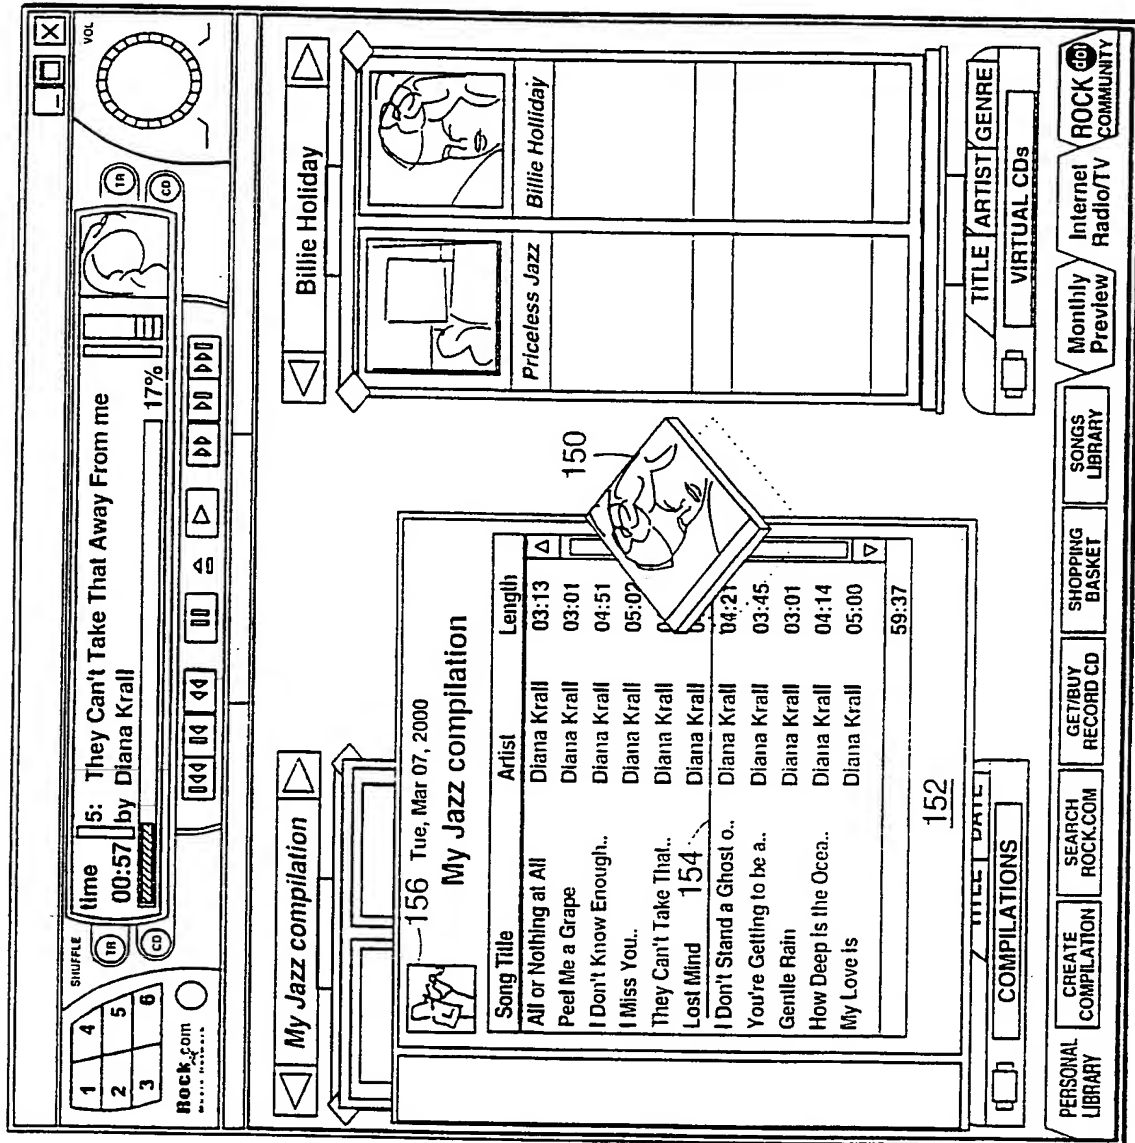 SHUFFLE
1 4
2 5
3 6
TR
CD
Rock.com
time 5: They Can't Take That Away From me
00:57 by Diana Krall
17%
TR
CD
VOL
My Jazz compilation
Billie Holiday
156 Tue, Mar 07, 2000
My Jazz compilation
Song Title Artist Length
All or Nothing at All Diana Krall 03:13
Peel Me a Grape Diana Krall 03:01
I Don't Know Enough.. Diana Krall 04:51
I Miss You.. Diana Krall 05:02
They Can't Take That.. Diana Krall
Lost Mind 154 Diana Krall
I Don't Stand a Ghost o.. Diana Krall 04:21
You're Getting to be a.. Diana Krall 03:45
Gentle Rain Diana Krall 03:01
How Deep Is the Ocea.. Diana Krall 04:14
My Love Is Diana Krall 05:00
59:37
150
152
Priceless Jazz
Billie Holliday
TITLE DATE
COMPILATIONS
TITLE ARTIST GENRE
VIRTUAL CDs
PERSONAL LIBRARY
CREATE COMPILATION
SEARCH ROCK.COM
GET/BUY RECORD CD
SHOPPING BASKET
SONGS LIBRARY
Monthly Preview
Internet Radio/TV
ROCK COMMUNITY